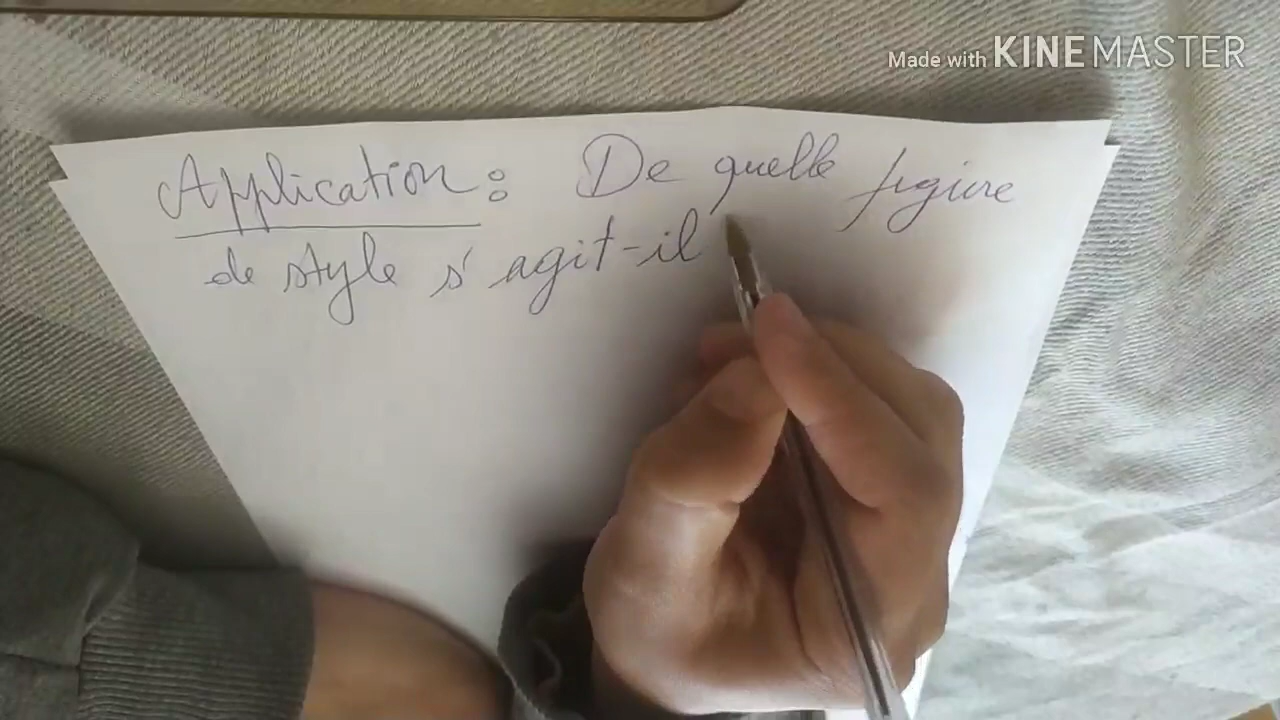 Made with KINEMASTER
Application : De quelle figure
de style s'agit-il